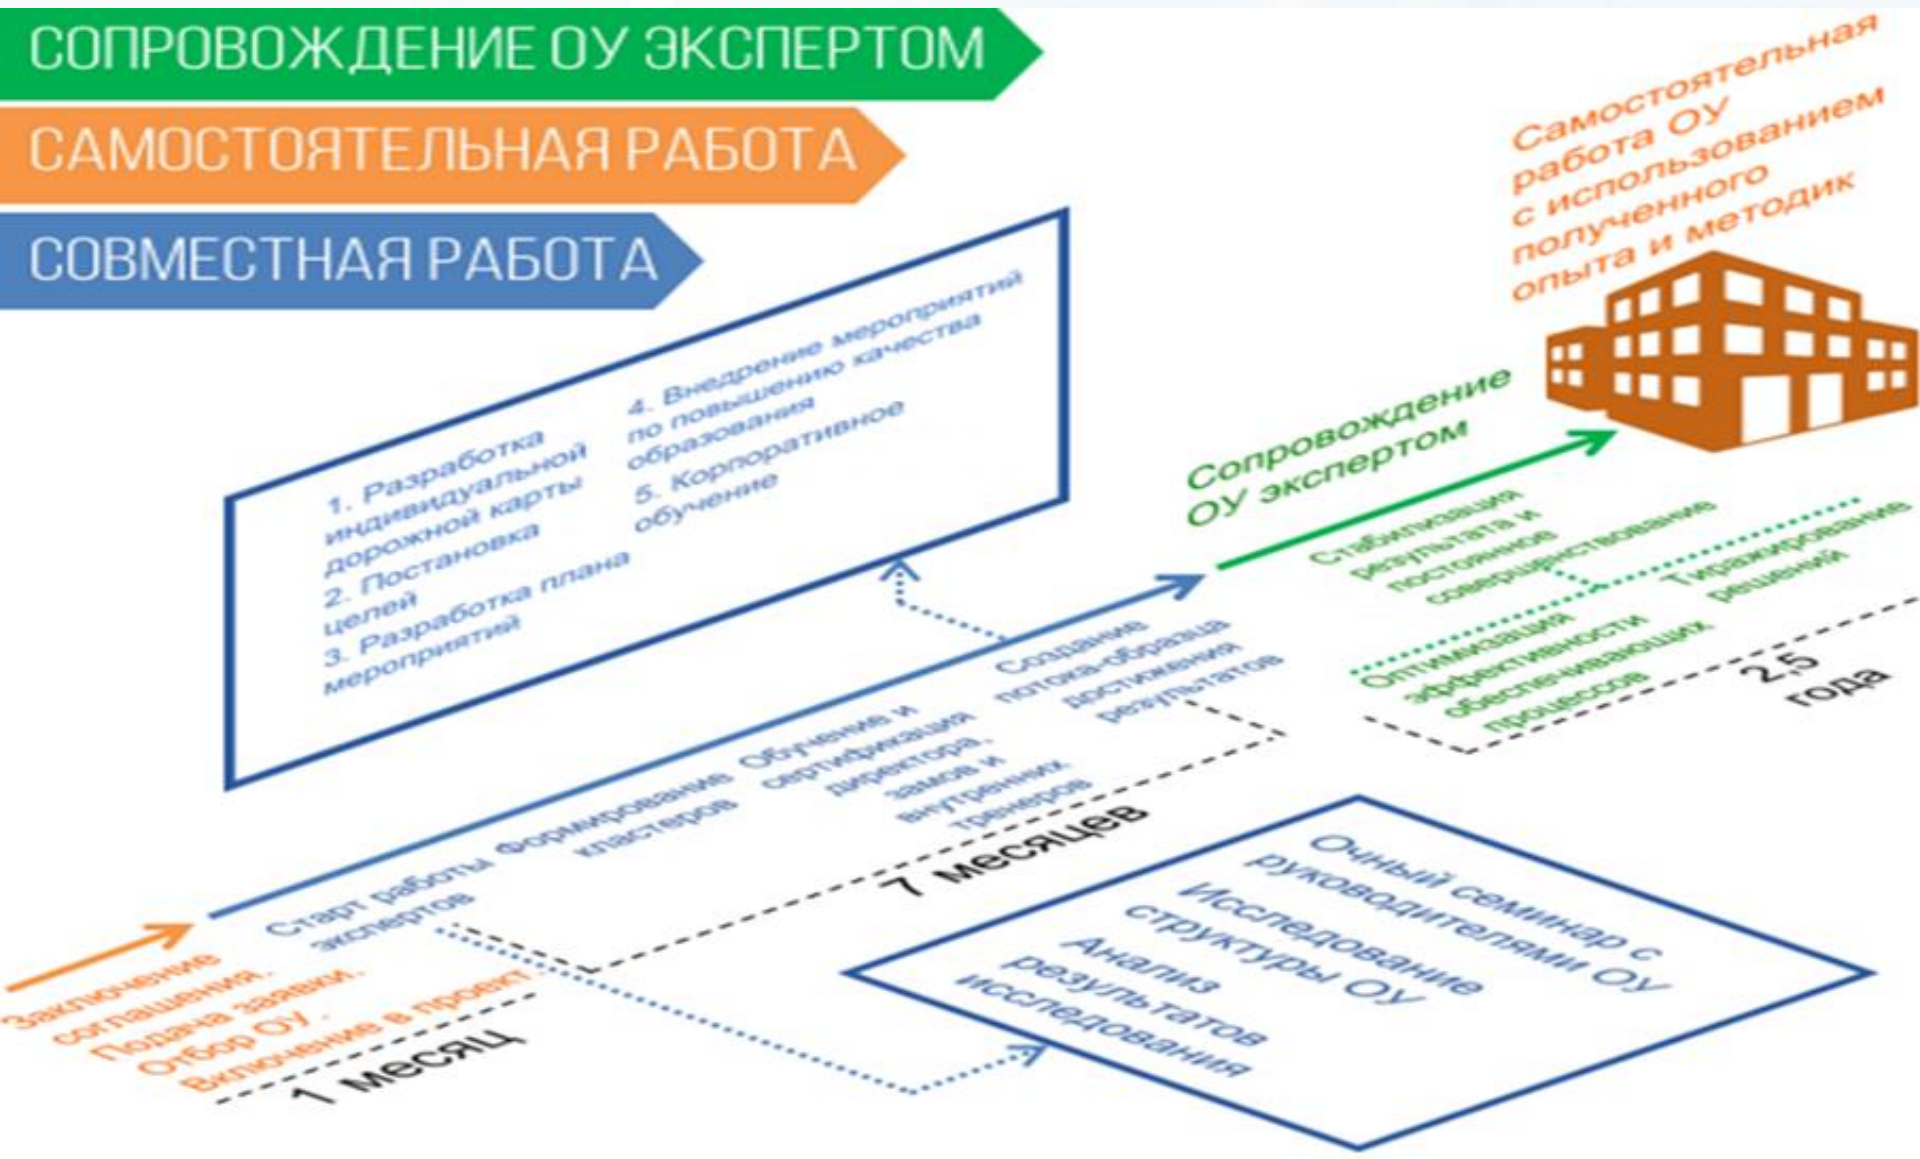 СОПРОВОЖДЕНИЕ ОУ ЭКСПЕРТОМ
САМОСТОЯТЕЛЬНАЯ РАБОТА
СОВМЕСТНАЯ РАБОТА
Самостоятельная
работа ОУ
с использованием
полученного
опыта и методик
1. Разработка
индивидуальной
дорожной карты
2. Постановка
целей
3. Разработка плана
мероприятий
4. Внедрение мероприятий
по повышению качества
образования
5. Корпоративное
обучение
Сопровождение
ОУ экспертом
Стабилизация
результата и
постоянное
совершенствование
Тиражирование
решений
Оптимизация
эффективности
обеспечивающих
процессов
2,5
года
Создание
потока-образца
достижения
результатов
Обучение и
сертификация
директора,
замов и
внутренних
тренеров
Формирование
кластеров
Старт работы
экспертов
7 месяцев
Заключение
соглашения.
Подача заявки.
Отбор ОУ.
Включение в проект.
1 месяц
Очный семинар с
руководителями ОУ
Исследование
структуры ОУ
Анализ
результатов
исследования